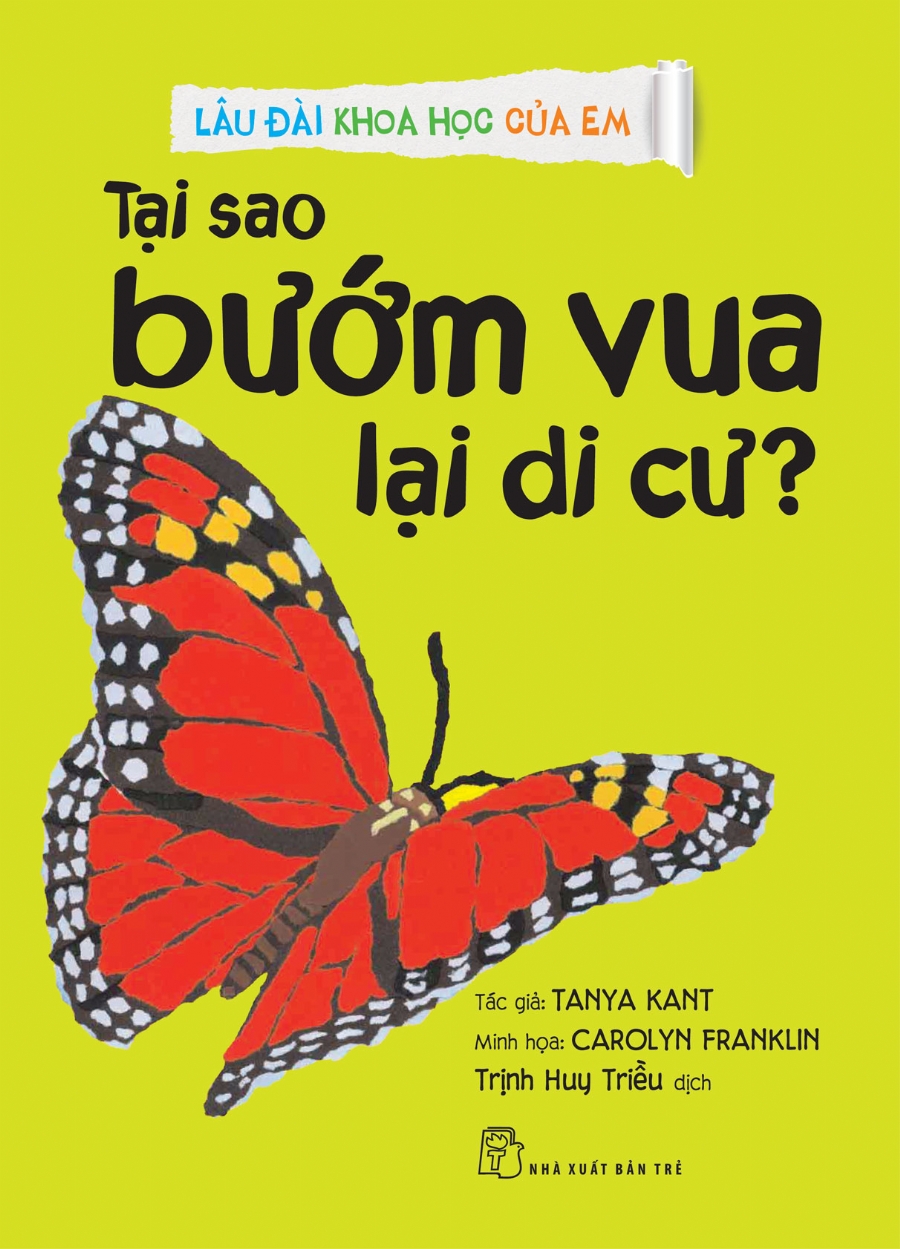 LÂU ĐÀI KHOA HỌC CỦA EM
Tại sao
bướm vua
lại di cư?
Tác giả: TANYA KANT
Minh họa: CAROLYN FRANKLIN
Trịnh Huy Triều dịch
T
NHÀ XUẤT BẢN TRẺ